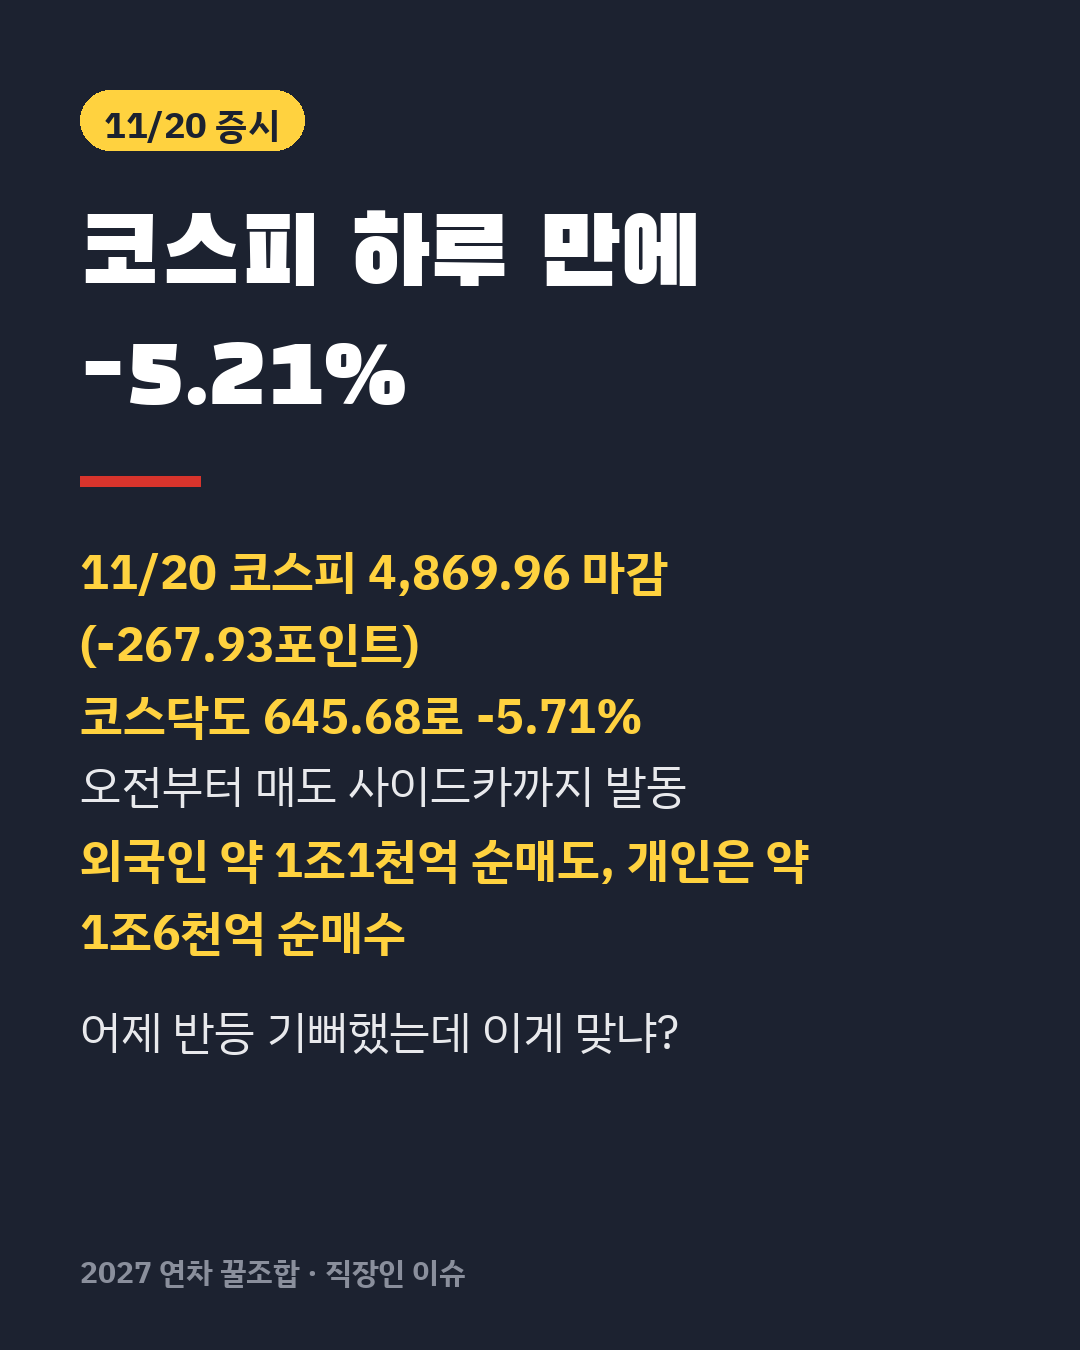 11/20 증시
코스피 하루 만에
-5.21%
11/20 코스피 4,869.96 마감
(-267.93포인트)
코스닥도 645.68로 -5.71%
오전부터 매도 사이드카까지 발동
외국인 약 1조1천억 순매도, 개인은 약
1조6천억 순매수
어제 반등 기뻐했는데 이게 맞냐?
2027 연차 꿀조합 · 직장인 이슈